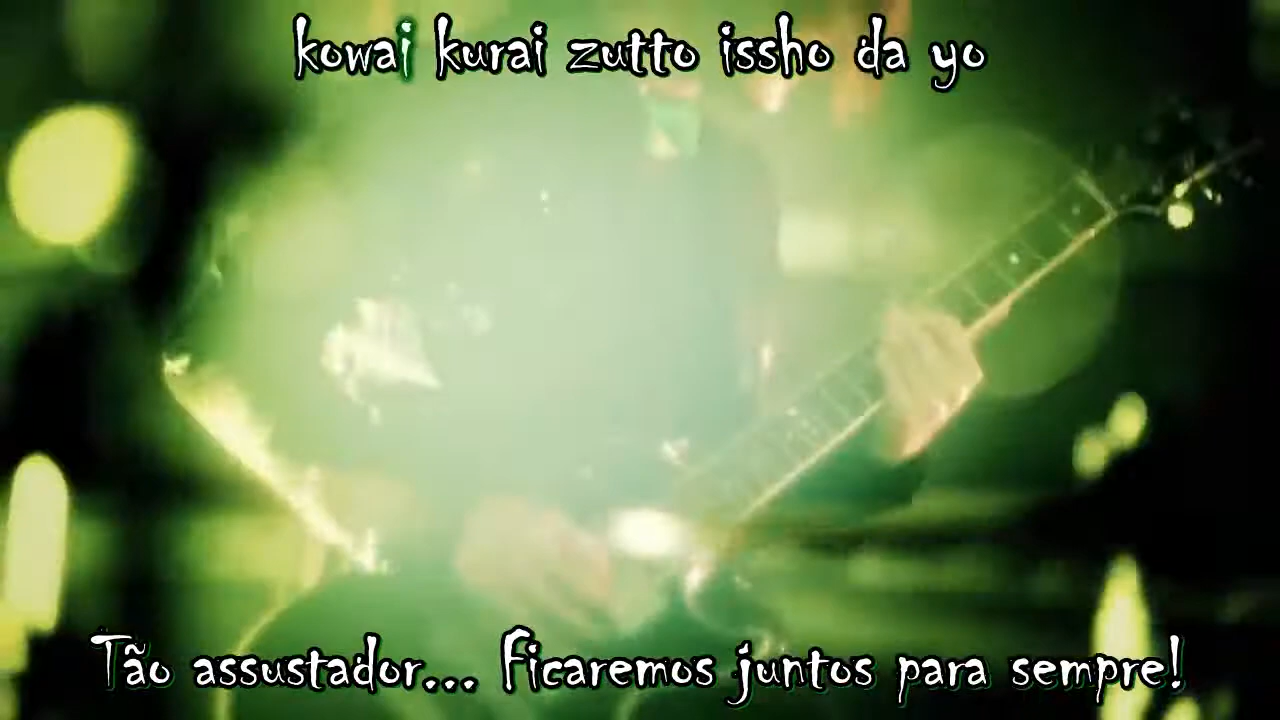 kowai kurai zutto issho da yo
Tão assustador... Ficaremos juntos para sempre!